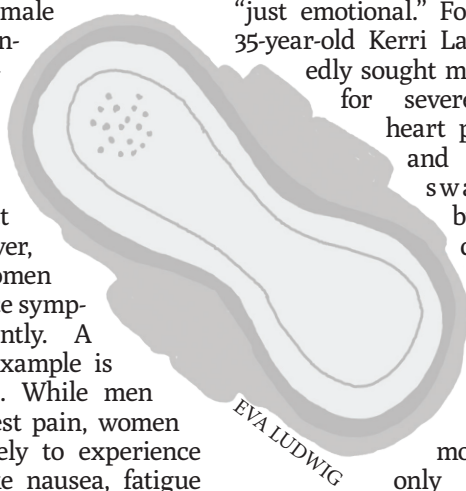 male
n-
t
ver,
omen
e symp-
ntly. A
xample is
. While men
est pain, women
ely to experience
ke nausea, fatigue
“just emotional.” Fo
35-year-old Kerri La
edly sought m
for severe
heart p
and
swa
b
mo
only
EVA LUDWIG